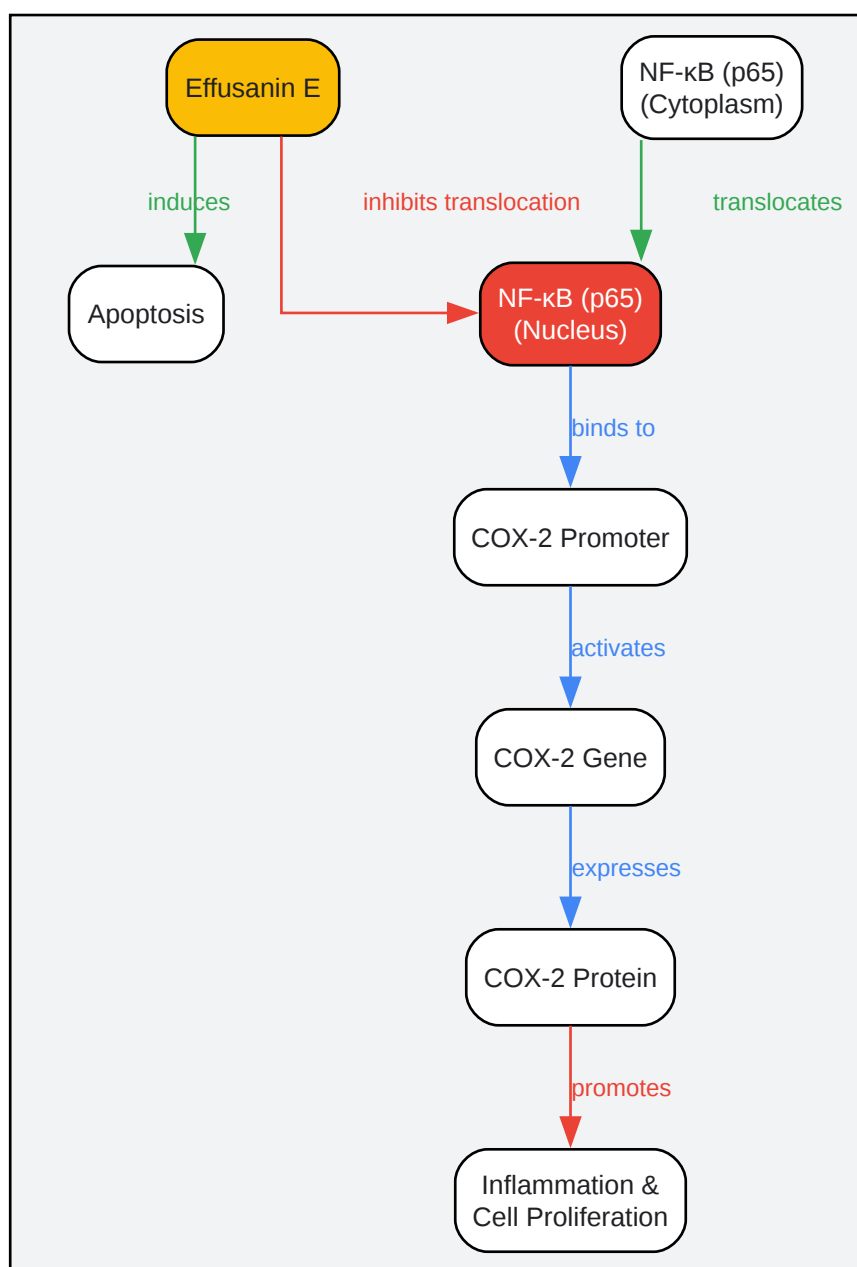 Effusanin E
NF-κB (p65)
(Cytoplasm)
induces
inhibits translocation
translocates
Apoptosis
NF-κB (p65)
(Nucleus)
binds to
COX-2 Promoter
activates
COX-2 Gene
expresses
COX-2 Protein
promotes
Inflammation &
Cell Proliferation